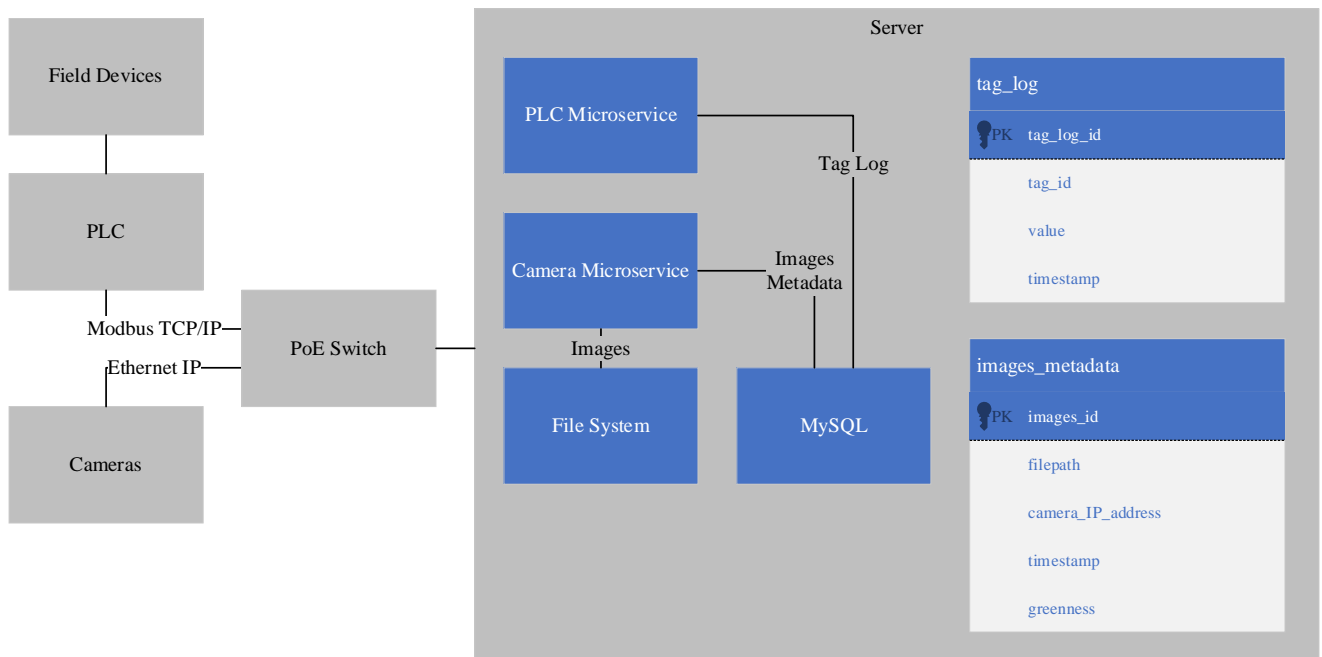 Server
Field Devices
PLC
Modbus TCP/IP
Ethernet IP
Cameras
PoE Switch
PLC Microservice
Tag Log
Camera Microservice
Images
Metadata
Images
File System
MySQL
tag_log
PK tag_log_id
tag_id
value
timestamp
images_metadata
PK images_id
filepath
camera_IP_address
timestamp
greenness